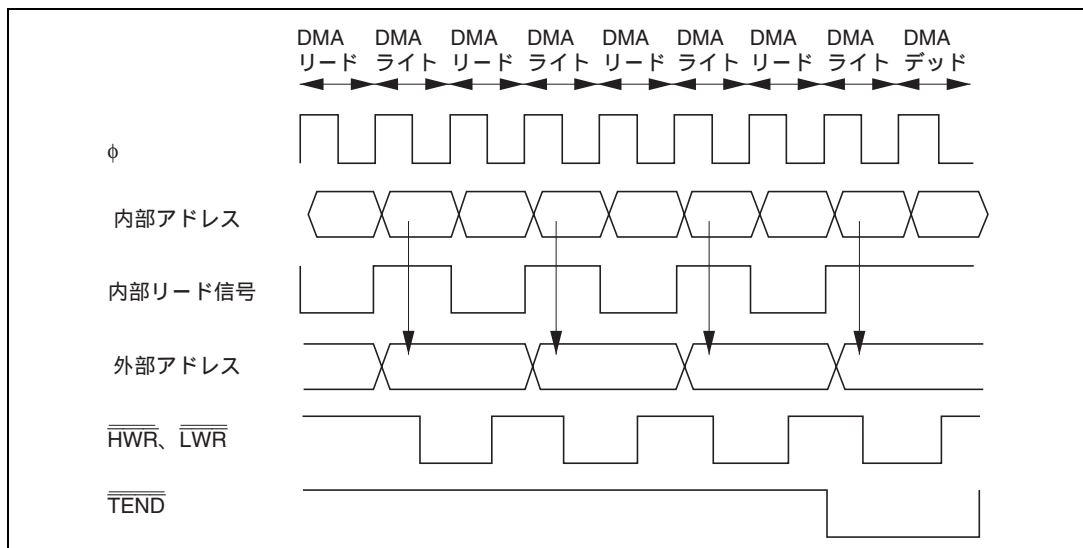 DMA DMA DMA DMA DMA DMA DMA DMA DMA
リード ライト リード ライト リード ライト リード ライト デッド
φ
内部アドレス
内部リード信号
外部アドレス
HWR、LWR
TEND